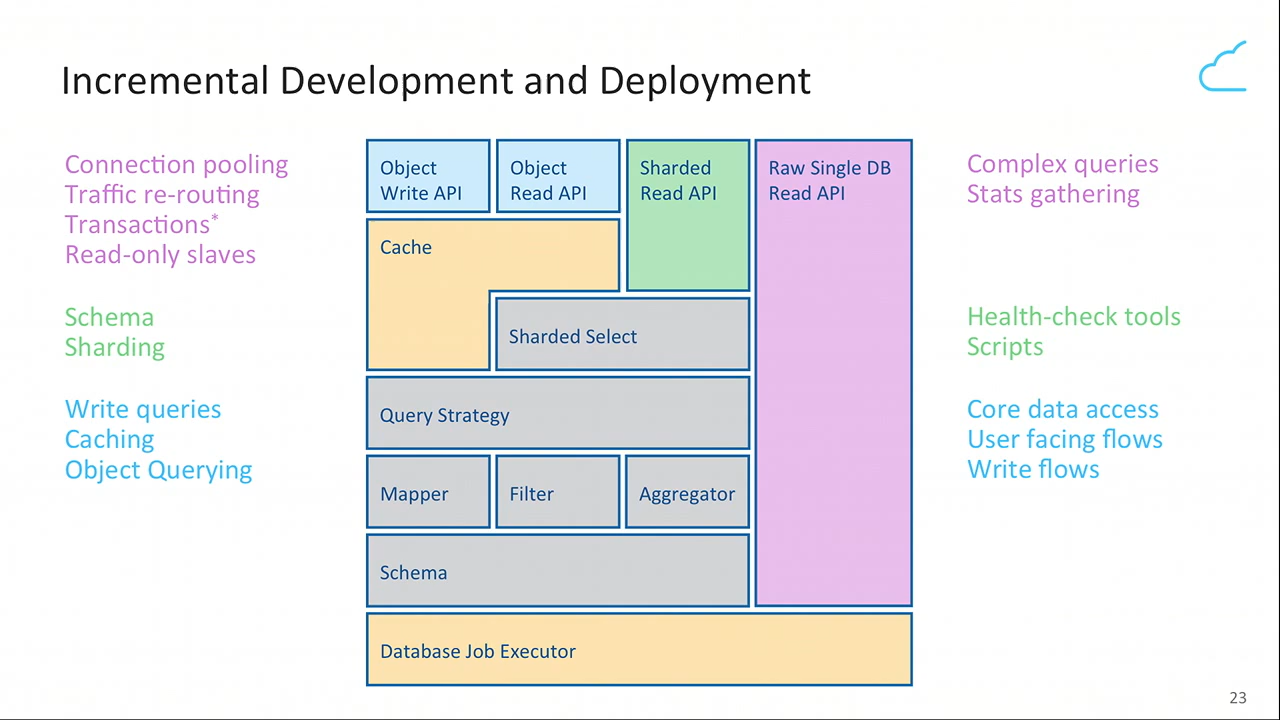 Incremental Development and Deployment
Connection pooling
Traffic re-routing
Transactions*
Read-only slaves
Schema
Sharding
Write queries
Caching
Object Querying
Object
Write API
Object
Read API
Sharded
Read API
Raw Single DB
Read API
Cache
Sharded Select
Query Strategy
Mapper
Filter
Aggregator
Schema
Database Job Executor
Complex queries
Stats gathering
Health-check tools
Scripts
Core data access
User facing flows
Write flows
23